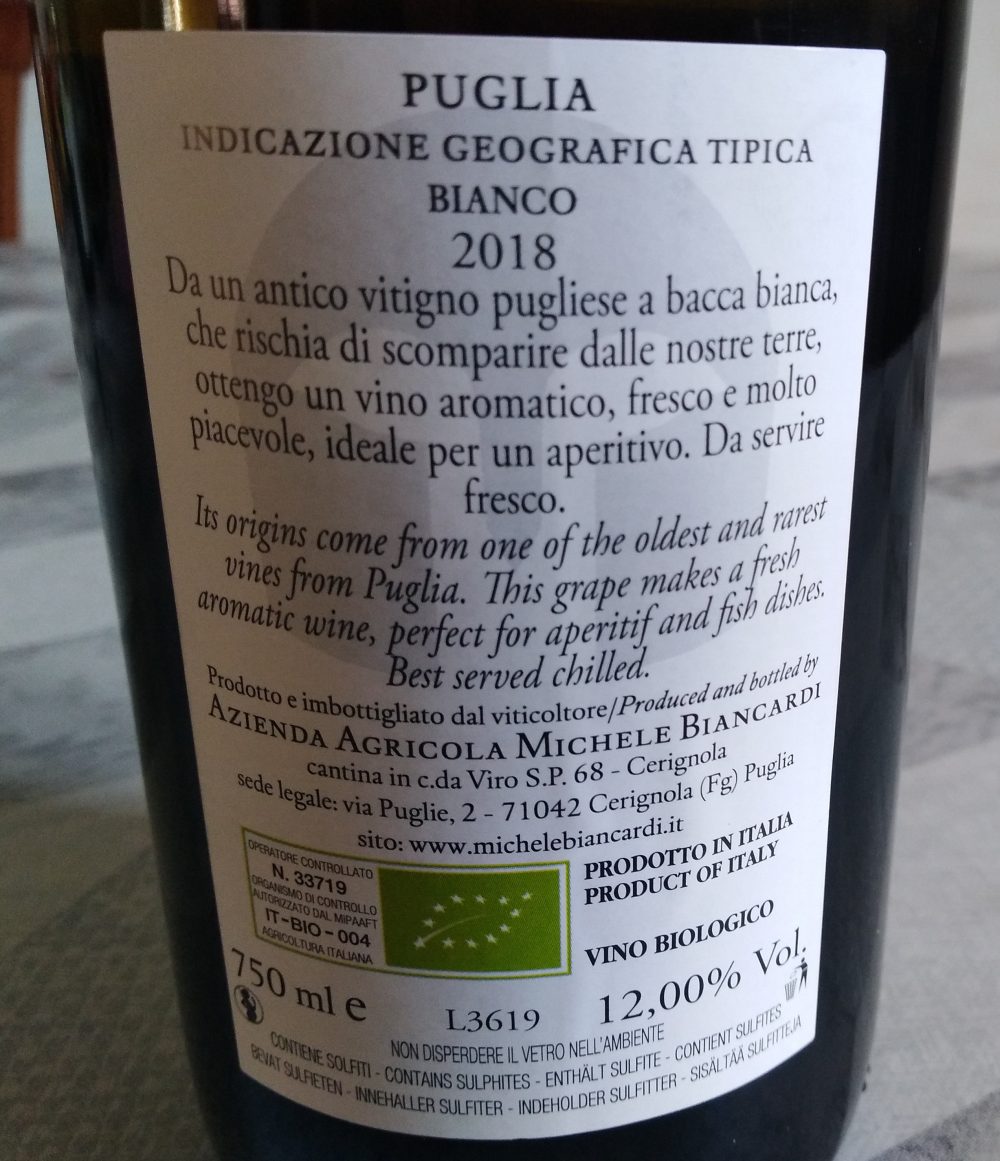 PUGLIA
INDICAZIONE GEOGRAFICA TIPICA
BIANCO
2018
Da un antico vitigno pugliese a bacca bianca,
che rischia di scomparire dalle nostre terre,
ottengo un vino aromatico, fresco e molto
piacevole, ideale per un aperitivo. Da servire
fresco.
Its origins come from one of the oldest and rarest
vines from Puglia. This grape makes a fresh
aromatic wine, perfect for aperitif and fish dishes.
Best served chilled.
Prodotto e imbottigliato dal viticoltore/Produced and bottled by
AZIENDA AGRICOLA MICHELE BIANCARDI
cantina in c.da Viro S.P. 68 - Cerignola
sede legale: via Puglie, 2 - 71042 Cerignola (Fg) Puglia
sito: www.michelebiancardi.it
OPERATORE CONTROLLATO
N. 33719
ORGANISMO DI CONTROLLO
AUTORIZZATO DAL MIPAAFT
IT-BIO-004
AGRICOLTURA ITALIANA
PRODOTTO IN ITALIA
PRODUCT OF ITALY
VINO BIOLOGICO
750 ml e
L3619
12,00% Vol.
NON DISPERDERE IL VETRO NELL'AMBIENTE
CONTIENE SOLFITI - CONTAINS SULPHITES - ENTHÄLT SULFITE - CONTIENT SULFITES
BEVAT SULFIETEN - INNEHALLER SULFITER - INDEHOLDER SULFITTER - SISÄLTÄÄ SULFITTEJA